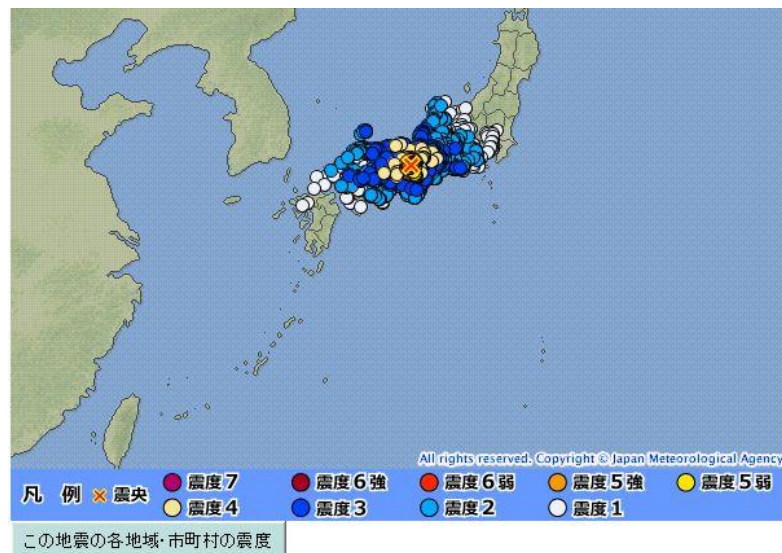 All rights reserved. Copyright © Japan Meteorological Agency
凡 例 震央 震度7 震度6強 震度6弱 震度5強 震度5弱
震度4 震度3 震度2 震度1
この地震の各地域・市町村の震度